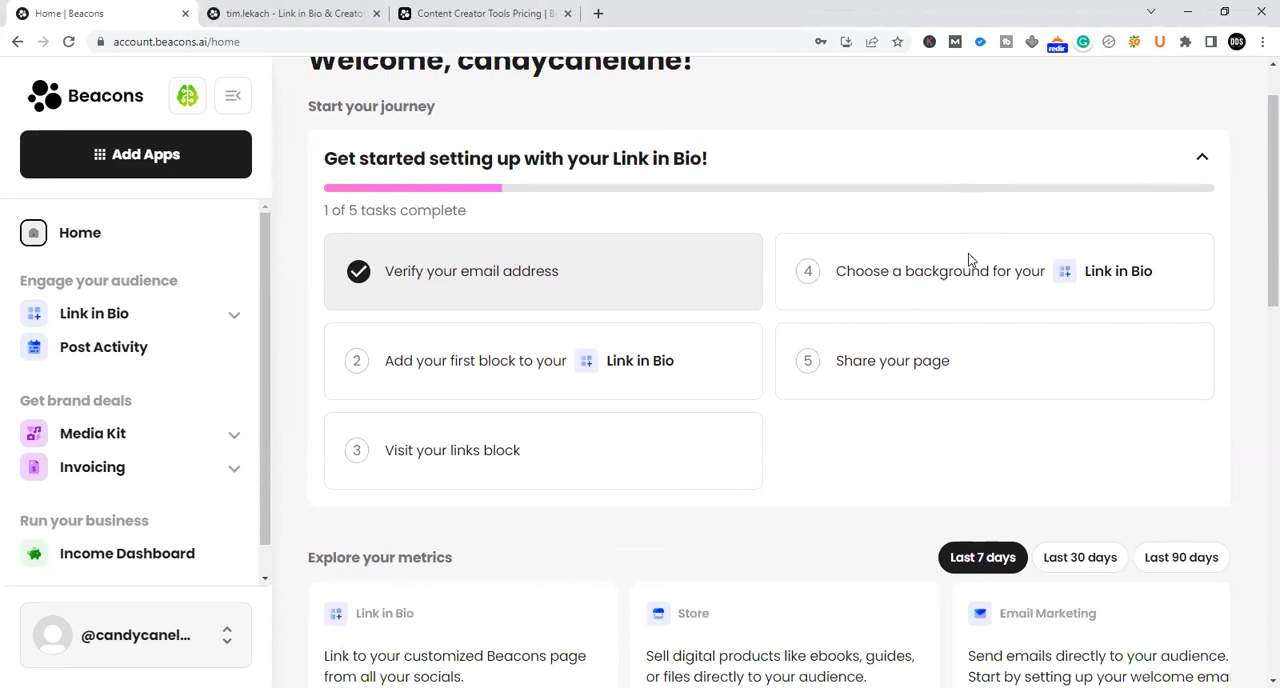 Home | Beacons
tim.lekach - Link in Bio & Creator
Content Creator Tools Pricing | B
account.beacons.ai/home
redir
DDS
Beacons
Add Apps
Home
Engage your audience
Link in Bio
Post Activity
Get brand deals
Media Kit
Invoicing
Run your business
Income Dashboard
@candycanel...
Welcome, candycanelane!
Start your journey
Get started setting up with your Link in Bio!
1 of 5 tasks complete
Verify your email address
2 Add your first block to your Link in Bio
3 Visit your links block
4 Choose a background for your Link in Bio
5 Share your page
Explore your metrics
Last 7 days Last 30 days Last 90 days
Link in Bio
Link to your customized Beacons page
from all your socials.
Store
Sell digital products like ebooks, guides,
or files directly to your audience.
Email Marketing
Send emails directly to your audience.
Start by setting up your welcome ema